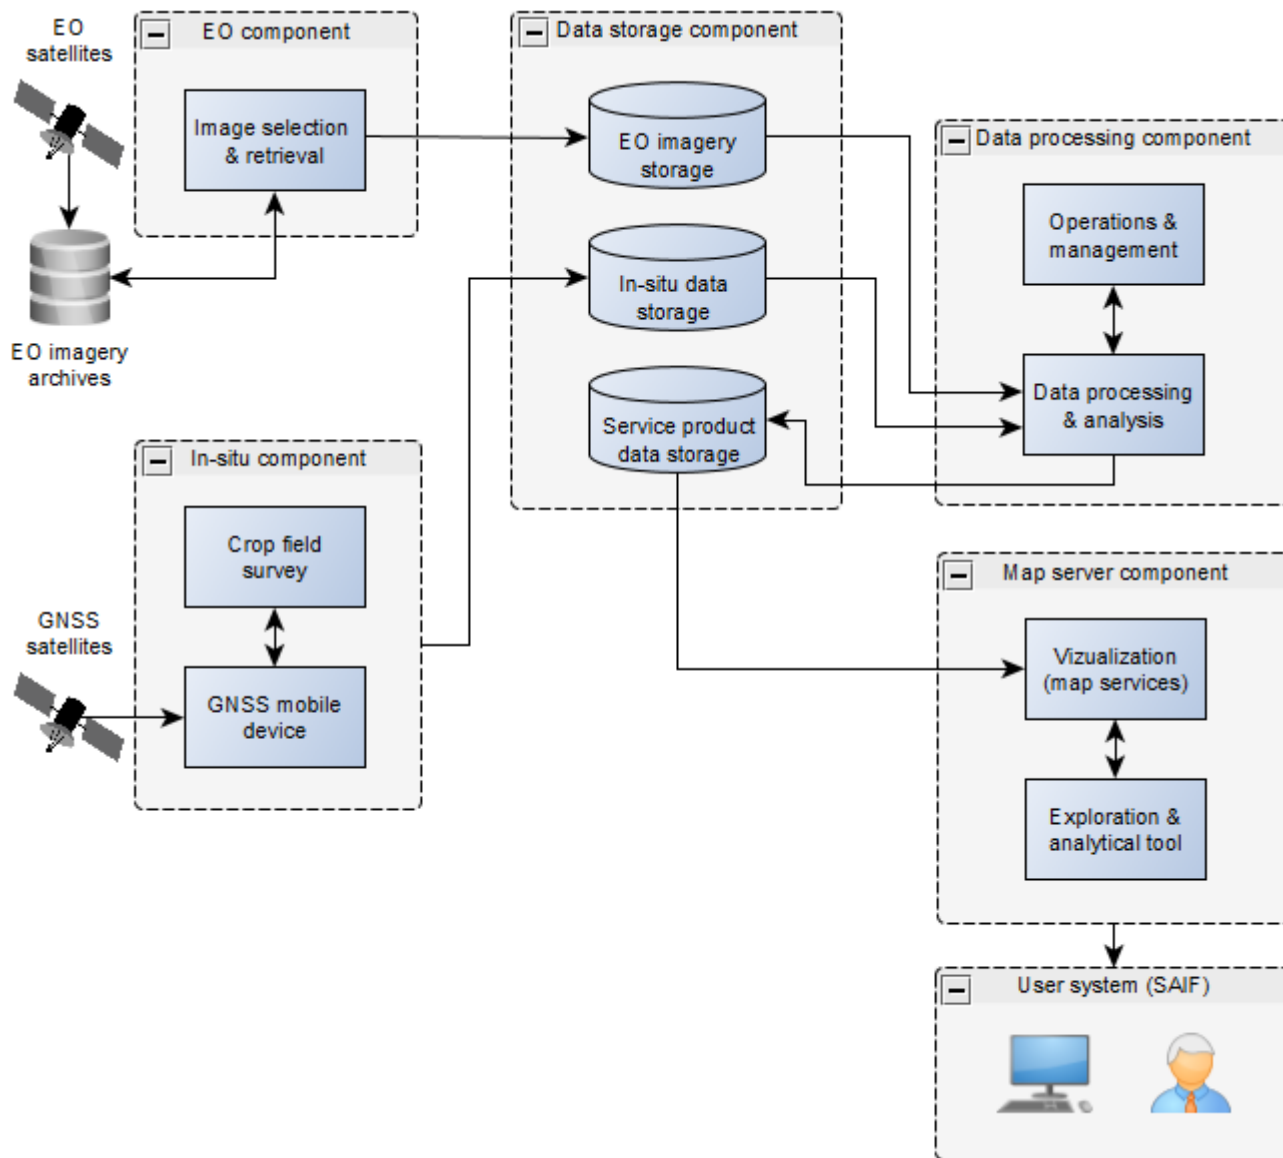 EO
satellites
EO component
Image selection
& retrieval
EO imagery
archives
Data storage component
EO imagery
storage
In-situ data
storage
Service product
data storage
Data processing component
Operations &
management
Data processing
& analysis
In-situ component
Crop field
survey
GNSS mobile
device
GNSS
satellites
Map server component
Vizualization
(map services)
Exploration &
analytical tool
User system (SAIF)